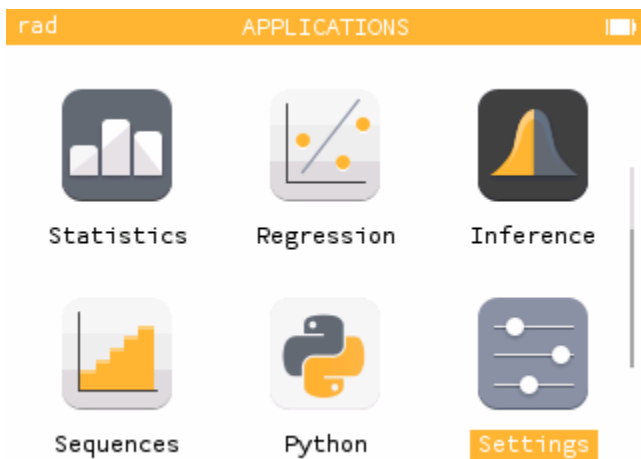 rad APPLICATIONS
Statistics Regression Inference
Sequences Python Settings